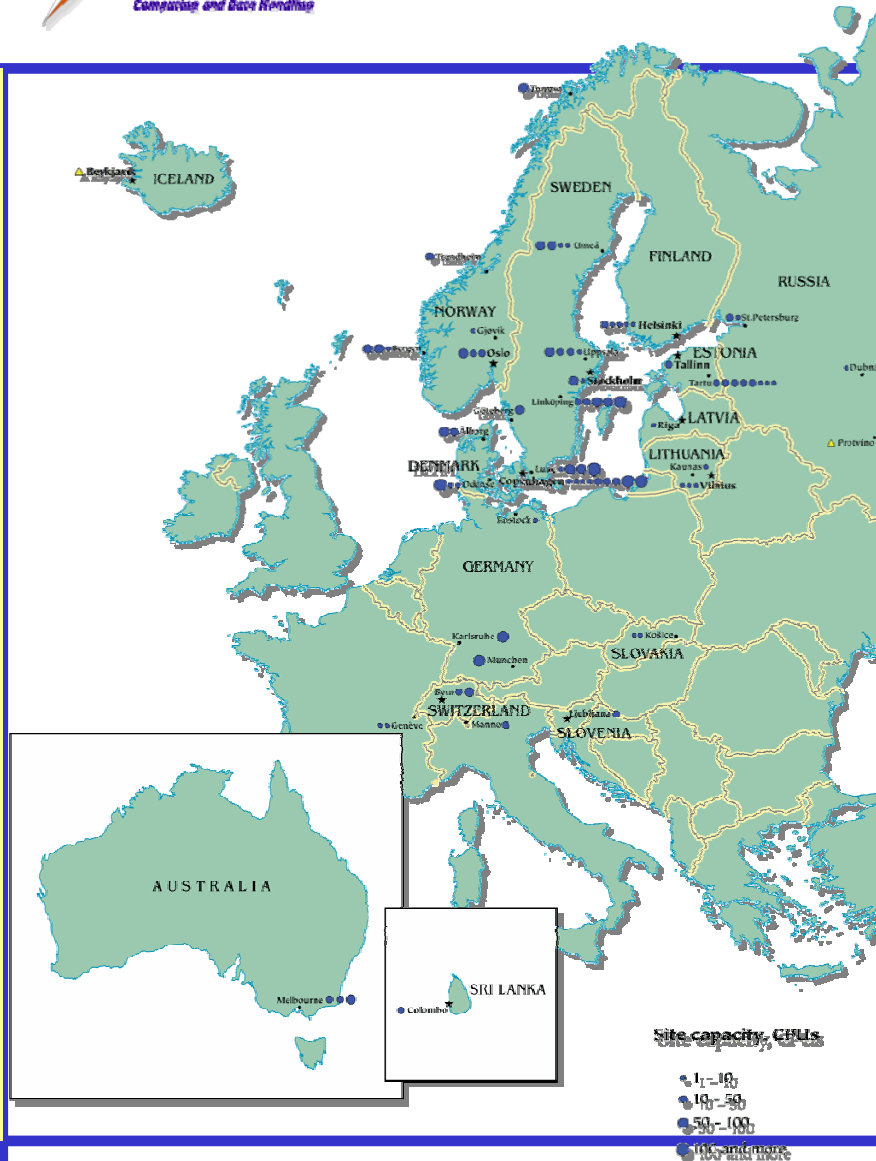 Computing and Data Handling
Tromsø
Reykjavik
ICELAND
SWEDEN
Umeå
Trondheim
FINLAND
RUSSIA
NORWAY
Gjøvik
Helsinki
St.Petersburg
Bergen
Oslo
Uppsala
ESTONIA
Tallinn
Dubna
Stockholm
Tartu
Linköping
Göteborg
LATVIA
Riga
Ålborg
Protvino
LITHUANIA
DENMARK
Lund
Kaunas
Copenhagen
Odense
Vilnius
Rostock
GERMANY
Karlsruhe
Košice
SLOVAKIA
München
Bern
SWITZERLAND
Ljubljana
Genève
Manno
SLOVENIA
AUSTRALIA
SRI LANKA
Melbourne
Colombo
Site capacity, CPUs
1 – 10
10 – 50
50 – 100
100 and more